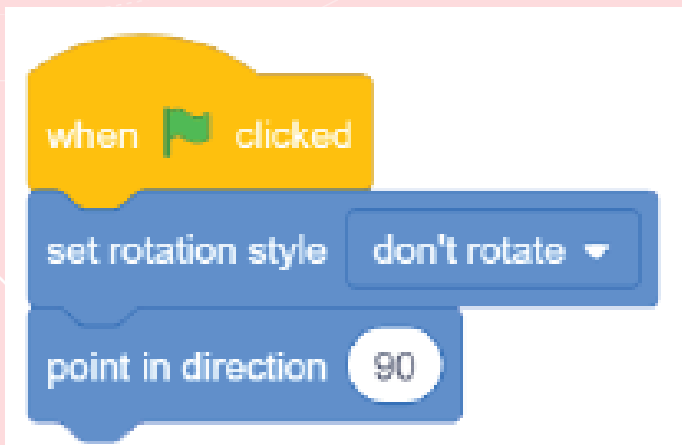 when clicked
set rotation style don't rotate
point in direction 90